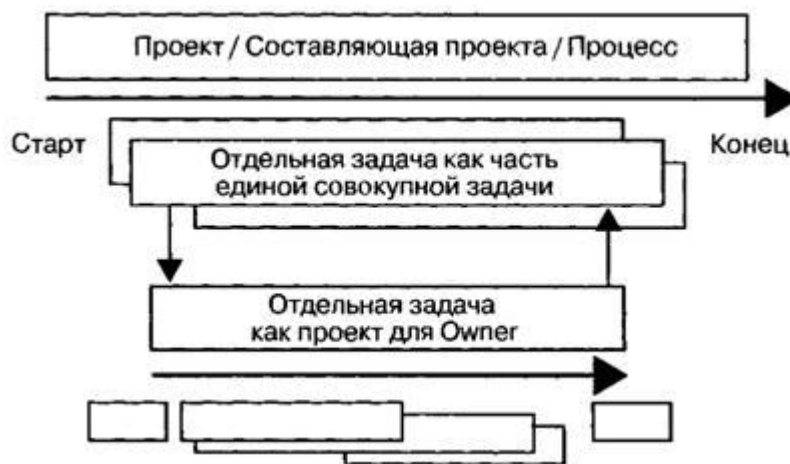 Проект / Составляющая проекта / Процесс
Старт
Конец
Отдельная задача как часть
единой совокупной задачи
Отдельная задача
как проект для Owner